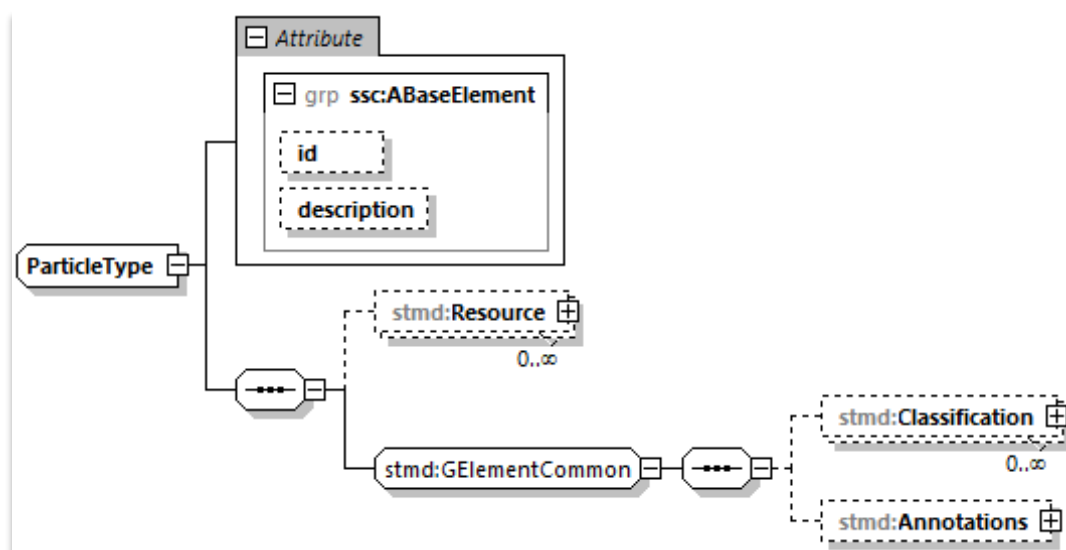 Attribute
grp ssc:ABaseElement
id
description
ParticleType
stmd:Resource
0..∞
stmd:GElementCommon
stmd:Classification
0..∞
stmd:Annotations